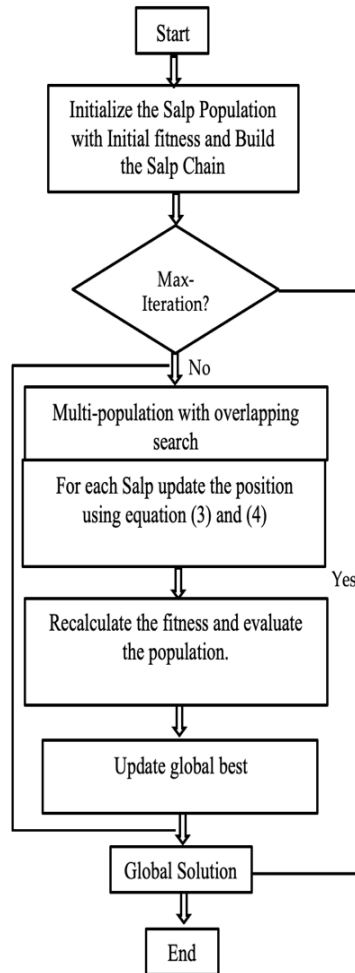 Start
Initialize the Salp Population
with Initial fitness and Build
the Salp Chain
Max-
Iteration?
No
Multi-population with overlapping
search
For each Salp update the position
using equation (3) and (4)
Yes
Recalculate the fitness and evaluate
the population.
Update global best
Global Solution
End